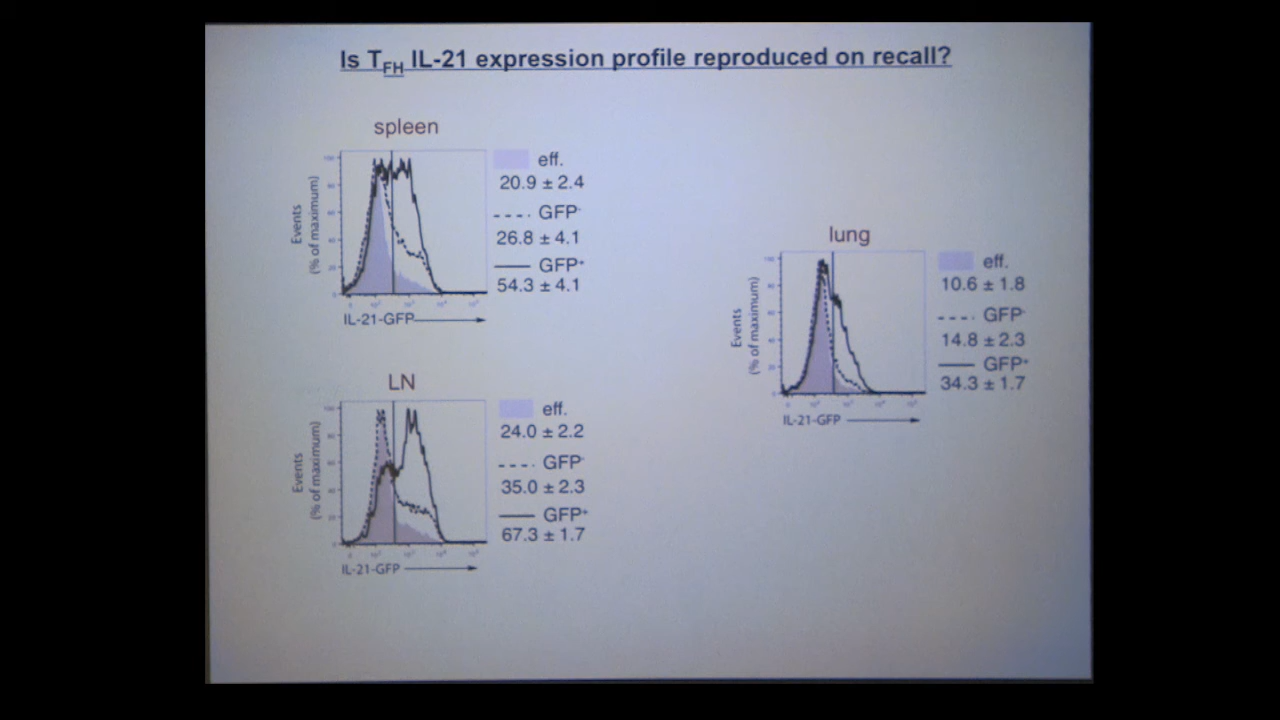 Is TFH IL-21 expression profile reproduced on recall?
spleen
Events
(% of maximum)
IL-21-GFP
eff.
20.9 ± 2.4
GFP-
26.8 ± 4.1
GFP+
54.3 ± 4.1
lung
Events
(% of maximum)
IL-21-GFP
eff.
10.6 ± 1.8
GFP-
14.8 ± 2.3
GFP+
34.3 ± 1.7
LN
Events
(% of maximum)
IL-21-GFP
eff.
24.0 ± 2.2
GFP-
35.0 ± 2.3
GFP+
67.3 ± 1.7